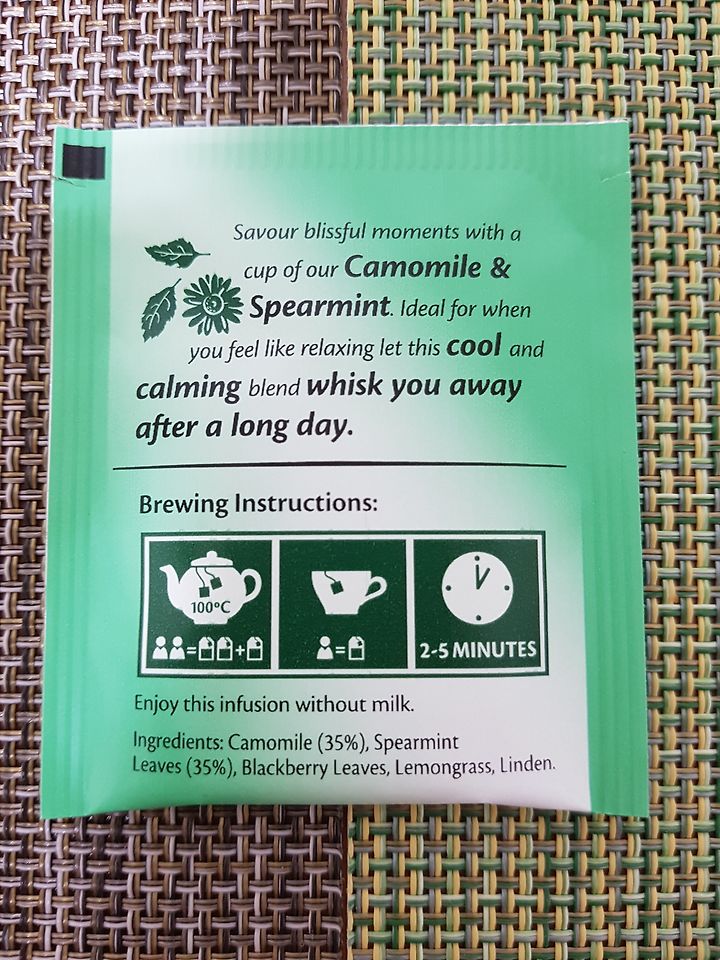 Savour blissful moments with a
cup of our Camomile &
Spearmint. Ideal for when
you feel like relaxing let this cool and
calming blend whisk you away
after a long day.
Brewing Instructions:
100ºC
=
+
=
2-5 MINUTES
Enjoy this infusion without milk.
Ingredients: Camomile (35%), Spearmint
Leaves (35%), Blackberry Leaves, Lemongrass, Linden.